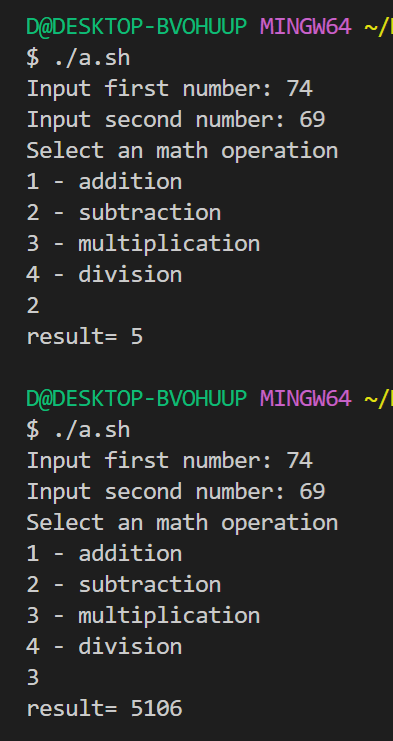 D@DESKTOP-BVOHUUP MINGW64 ~/
$ ./a.sh
Input first number: 74
Input second number: 69
Select an math operation
1 - addition
2 - subtraction
3 - multiplication
4 - division
2
result= 5
D@DESKTOP-BVOHUUP MINGW64 ~/
$ ./a.sh
Input first number: 74
Input second number: 69
Select an math operation
1 - addition
2 - subtraction
3 - multiplication
4 - division
3
result= 5106